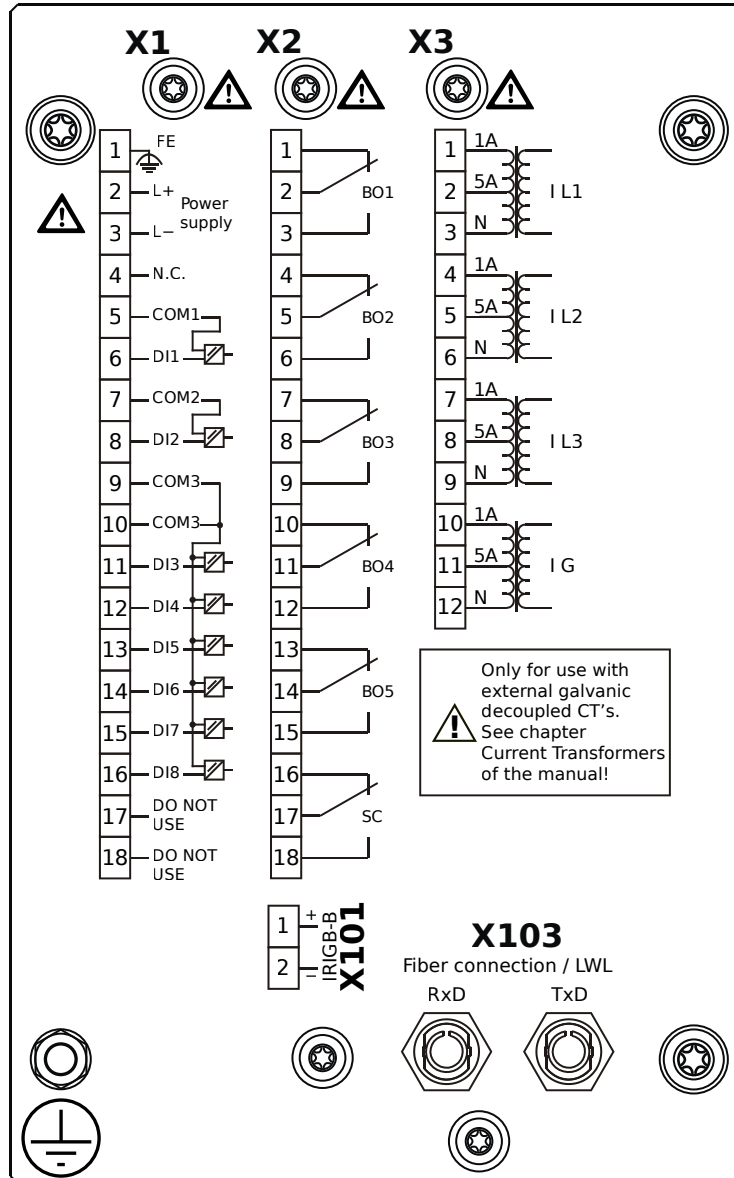 X1
X2
X3
1 FE
2 L+
Power
supply
3 L−
4 N.C.
5 COM1
6 DI1
7 COM2
8 DI2
9 COM3
10 COM3
11 DI3
12 DI4
13 DI5
14 DI6
15 DI7
16 DI8
17 DO NOT
USE
18 DO NOT
USE
1
2 BO1
3
4
5 BO2
6
7
8 BO3
9
10
11 BO4
12
13
14 BO5
15
16
17 SC
18
1 1A
2 5A I L1
3 N
4 1A
5 5A I L2
6 N
7 1A
8 5A I L3
9 N
10 1A
11 5A I G
12 N
Only for use with
external galvanic
decoupled CT's.
See chapter
Current Transformers
of the manual!
1 +
2 −
IRIGB-B
X101
X103
Fiber connection / LWL
RxD TxD